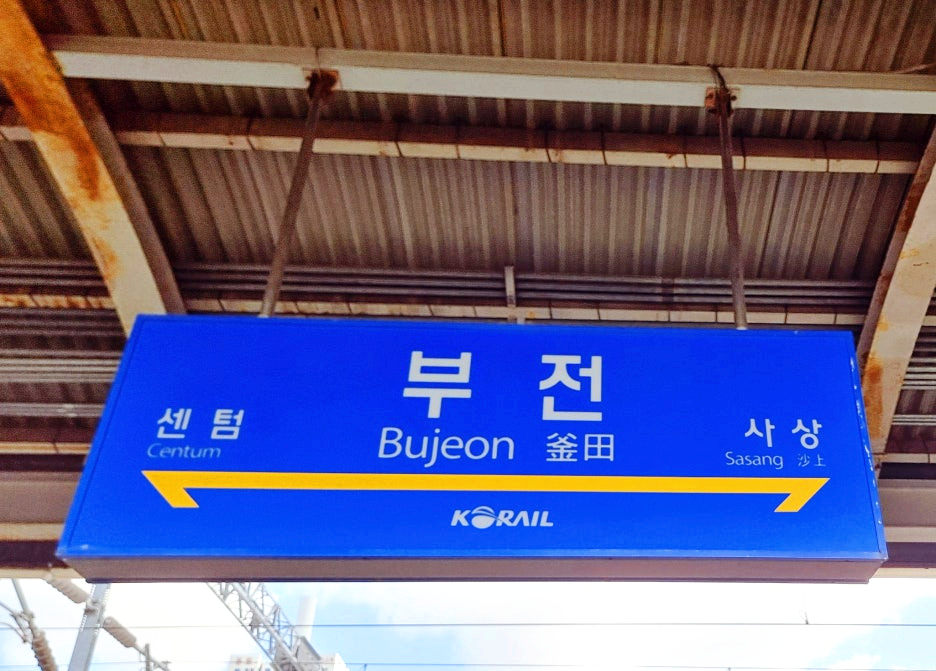 부 전
Bujeon 釜田
센 텀
Centum
사 상
Sasang 沙上
KORAIL